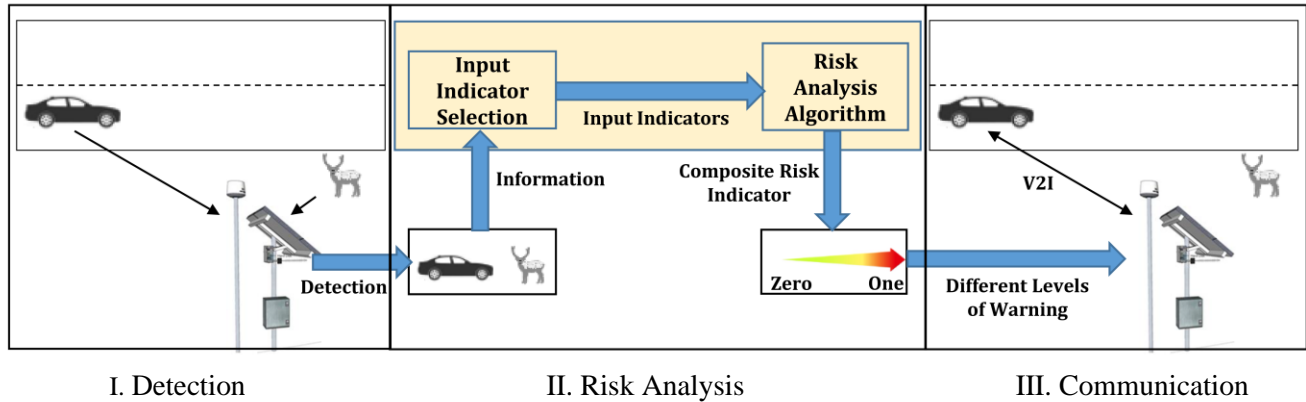 Input
Indicator
Selection
Input Indicators
Risk
Analysis
Algorithm
Information
Composite Risk
Indicator
Detection
Zero
One
V2I
Different Levels
of Warning
I. Detection
II. Risk Analysis
III. Communication